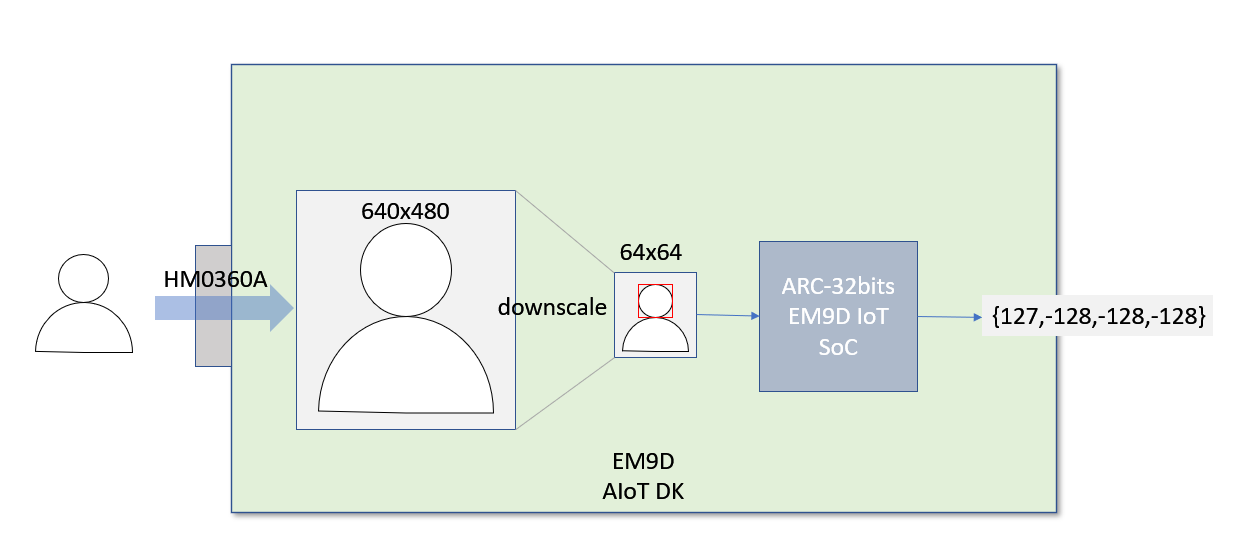 HM0360A
640x480
downscale
64x64
ARC-32bits
EM9D IoT
SoC
{127,-128,-128,-128}
EM9D
AIoT DK